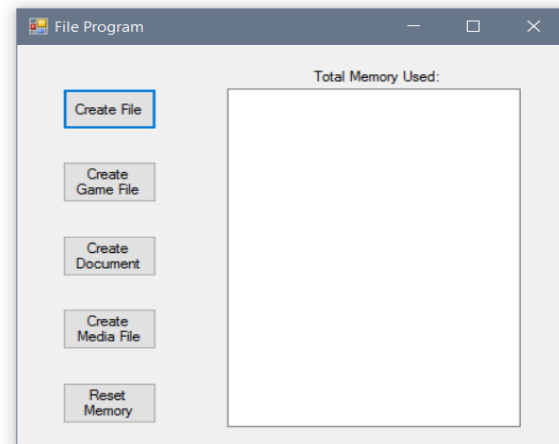 File Program
Total Memory Used:
Create File
Create
Game File
Create
Document
Create
Media File
Reset
Memory